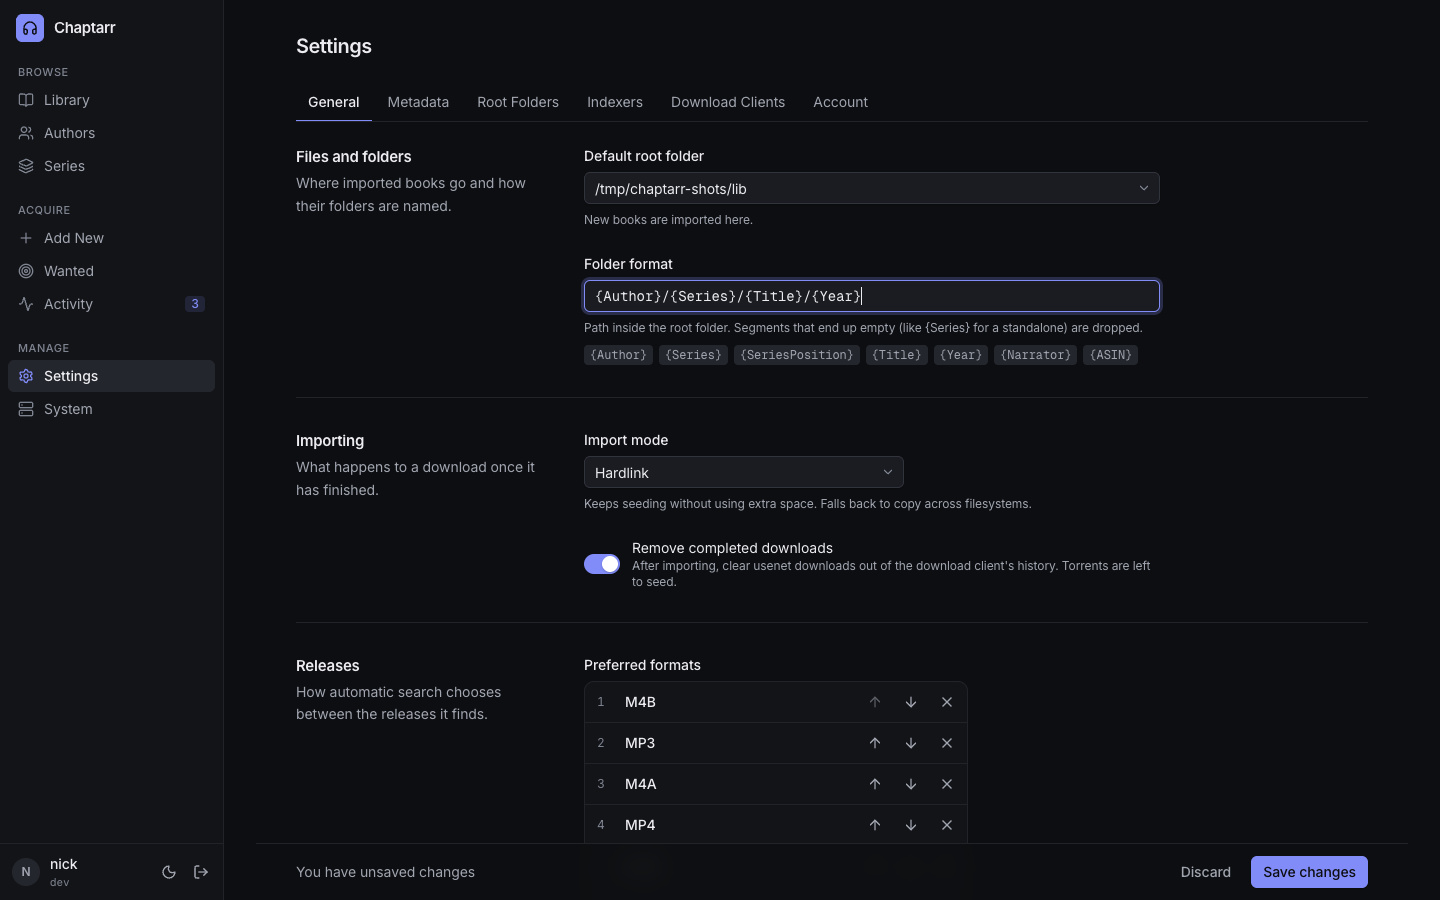 Chaptarr
BROWSE
Library
Authors
Series
ACQUIRE
Add New
Wanted
Activity 3
MANAGE
Settings
System
N
nick
dev
Settings
General Metadata Root Folders Indexers Download Clients Account
Files and folders
Where imported books go and how
their folders are named.
Default root folder
/tmp/chaptarr-shots/lib
New books are imported here.
Folder format
{Author}/{Series}/{Title}/{Year}
Path inside the root folder. Segments that end up empty (like {Series} for a standalone) are dropped.
{Author} {Series} {SeriesPosition} {Title} {Year} {Narrator} {ASIN}
Importing
What happens to a download once it
has finished.
Import mode
Hardlink
Keeps seeding without using extra space. Falls back to copy across filesystems.
Remove completed downloads
After importing, clear usenet downloads out of the download client's history. Torrents are left
to seed.
Releases
How automatic search chooses
between the releases it finds.
Preferred formats
1 M4B
2 MP3
3 M4A
4 MP4
You have unsaved changes
Discard
Save changes